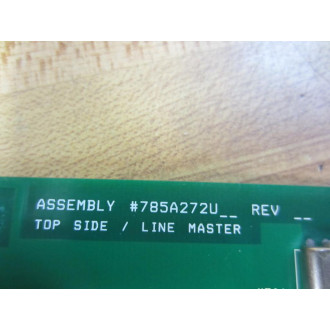 ASSEMBLY #785A272U__ REV __
TOP SIDE / LINE MASTER